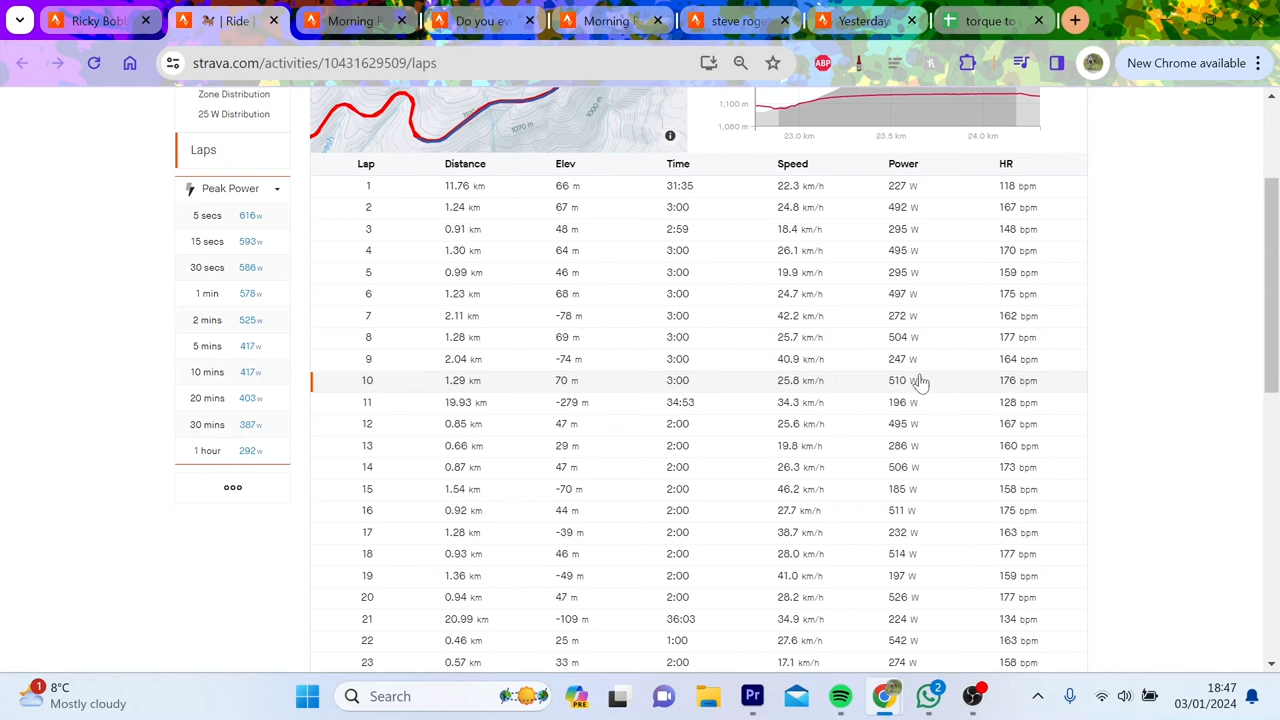 Ricky Bobb
| Ride |
Morning R
Do you eve
Morning R
steve roge
Yesterday
torque to
strava.com/activities/10431629509/laps
ABP
New Chrome available
Zone Distribution
25 W Distribution
1070 m
1000 m
1,100 m
1,080 m
23.0 km 23.5 km 24.0 km
Laps
Lap Distance Elev Time Speed Power HR
1 11.76 km 66 m 31:35 22.3 km/h 227 W 118 bpm
2 1.24 km 67 m 3:00 24.8 km/h 492 W 167 bpm
3 0.91 km 48 m 2:59 18.4 km/h 295 W 148 bpm
4 1.30 km 64 m 3:00 26.1 km/h 495 W 170 bpm
5 0.99 km 46 m 3:00 19.9 km/h 295 W 159 bpm
6 1.23 km 68 m 3:00 24.7 km/h 497 W 175 bpm
7 2.11 km -78 m 3:00 42.2 km/h 272 W 162 bpm
8 1.28 km 69 m 3:00 25.7 km/h 504 W 177 bpm
9 2.04 km -74 m 3:00 40.9 km/h 247 W 164 bpm
10 1.29 km 70 m 3:00 25.8 km/h 510 W 176 bpm
11 19.93 km -279 m 34:53 34.3 km/h 196 W 128 bpm
12 0.85 km 47 m 2:00 25.6 km/h 495 W 167 bpm
13 0.66 km 29 m 2:00 19.8 km/h 286 W 160 bpm
14 0.87 km 47 m 2:00 26.3 km/h 506 W 173 bpm
15 1.54 km -70 m 2:00 46.2 km/h 185 W 158 bpm
16 0.92 km 44 m 2:00 27.7 km/h 511 W 175 bpm
17 1.28 km -39 m 2:00 38.7 km/h 232 W 163 bpm
18 0.93 km 46 m 2:00 28.0 km/h 514 W 177 bpm
19 1.36 km -49 m 2:00 41.0 km/h 197 W 159 bpm
20 0.94 km 47 m 2:00 28.2 km/h 526 W 177 bpm
21 20.99 km -109 m 36:03 34.9 km/h 224 W 134 bpm
22 0.46 km 25 m 1:00 27.6 km/h 542 W 163 bpm
23 0.57 km 33 m 2:00 17.1 km/h 274 W 158 bpm
Peak Power
5 secs 616w
15 secs 593w
30 secs 586w
1 min 578w
2 mins 525w
5 mins 417w
10 mins 417w
20 mins 403w
30 mins 387w
1 hour 292w
1
8°C
Mostly cloudy
Search
PRE
Pr
2
18:47
03/01/2024